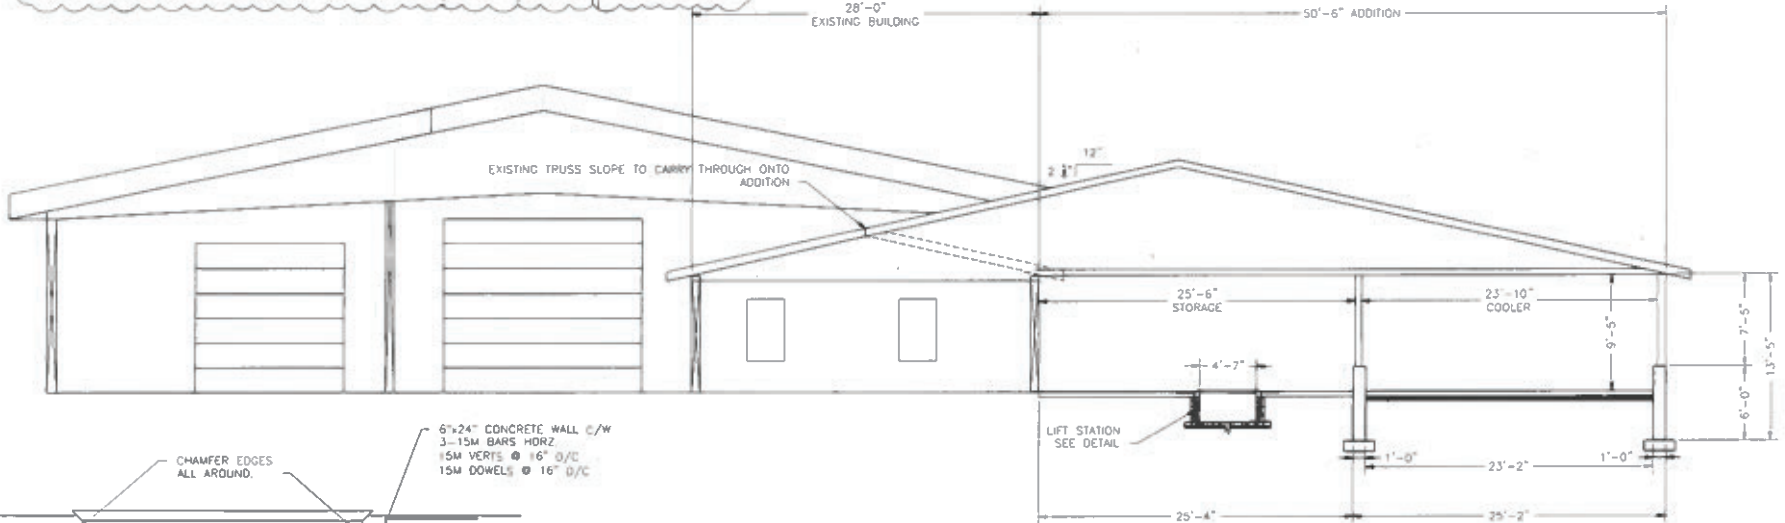 28'-0"
EXISTING BUILDING
50'-6" ADDITION
EXISTING TRUSS SLOPE TO CARRY THROUGH ONTO
ADDITION
12"
2
25'-6"
STORAGE
23'-10"
COOLER
9'-5"
7'-5"
13'-5"
6'-0"
4'-7"
LIFT STATION
SEE DETAIL
1'-0"
23'-2"
1'-0"
25'-4"
25'-2"
6"x24" CONCRETE WALL C/W
3-15M BARS HORZ
15M VERTS @ 16" O/C
15M DOWELS @ 16" O/C
CHAMFER EDGES
ALL AROUND.